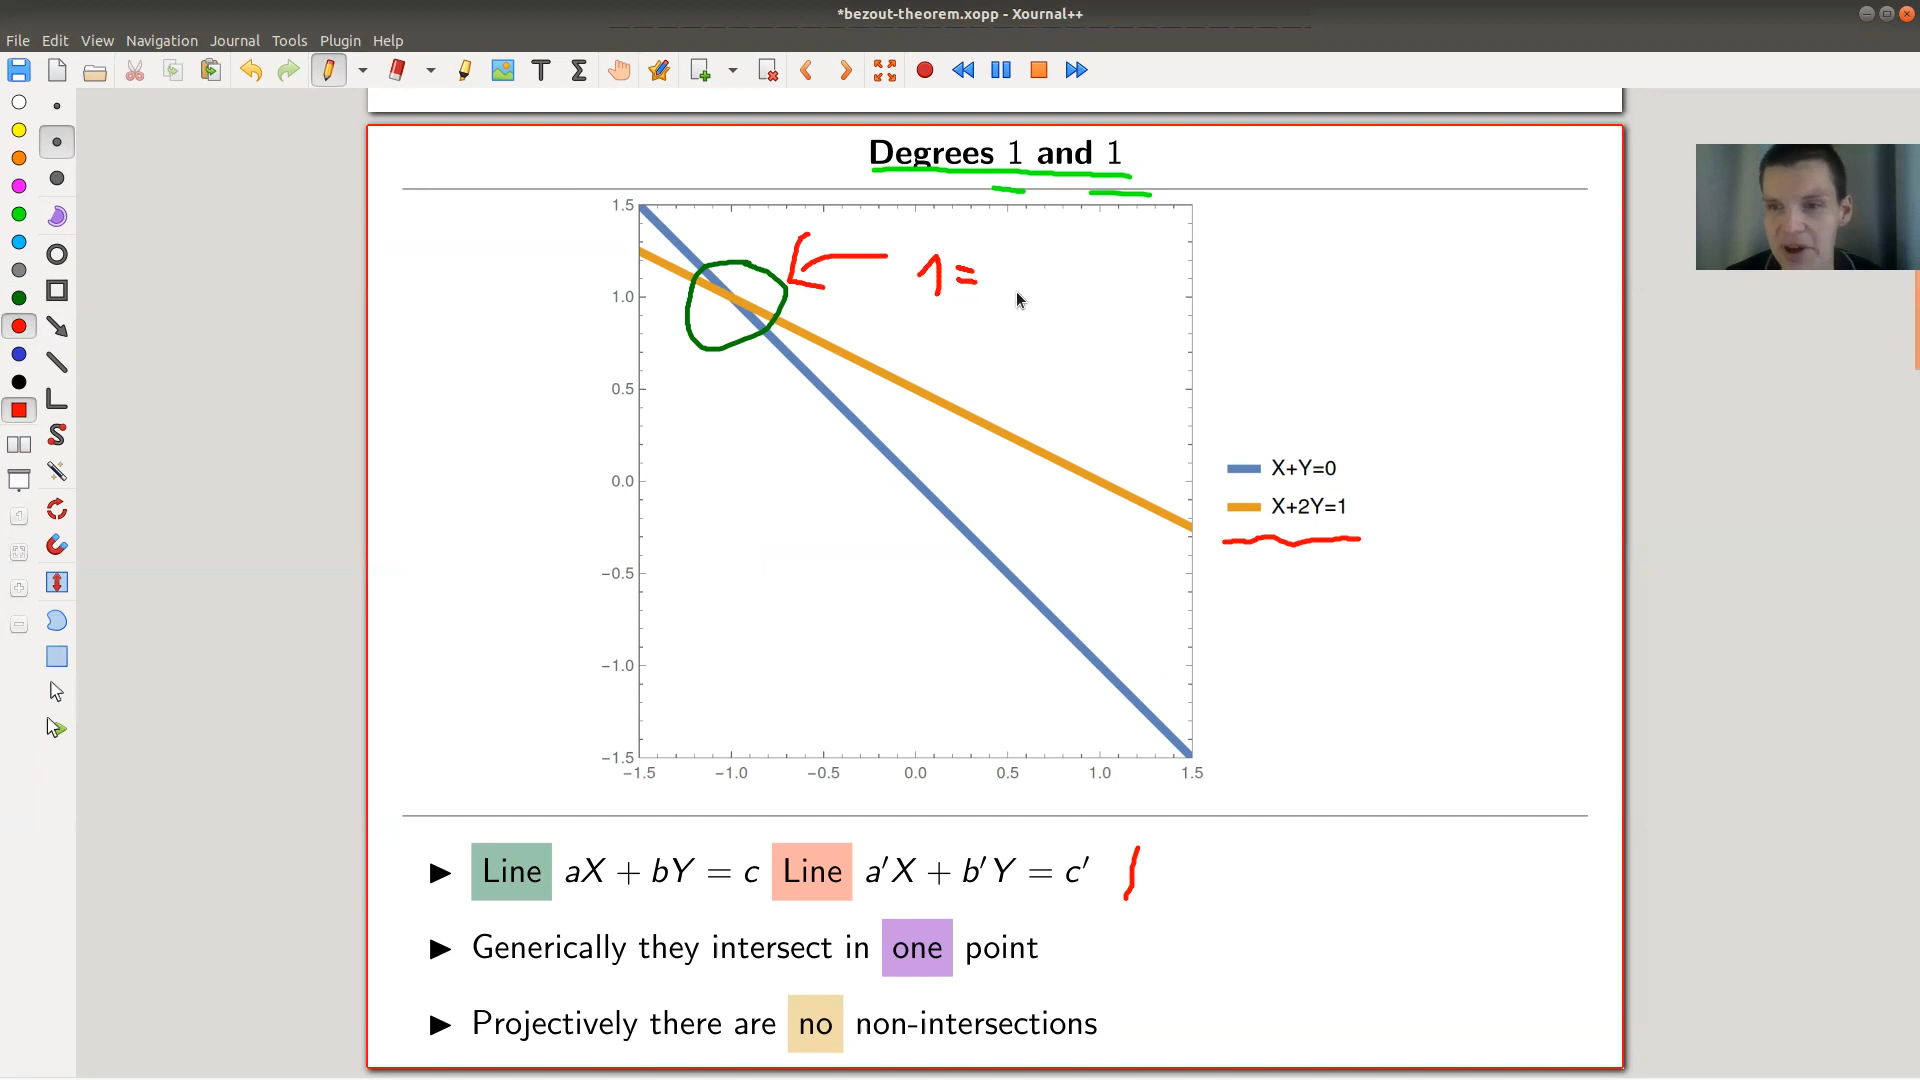 *bezout-theorem.xopp - Xournal++
File Edit View Navigation Journal Tools Plugin Help
Degrees 1 and 1
1.5
1.0
0.5
0.0
−0.5
−1.0
−1.5
−1.5 −1.0 −0.5 0.0 0.5 1.0 1.5
1=
X+Y=0
X+2Y=1
▶ Line aX + bY = c Line a′X + b′Y = c′
▶ Generically they intersect in one point
▶ Projectively there are no non-intersections